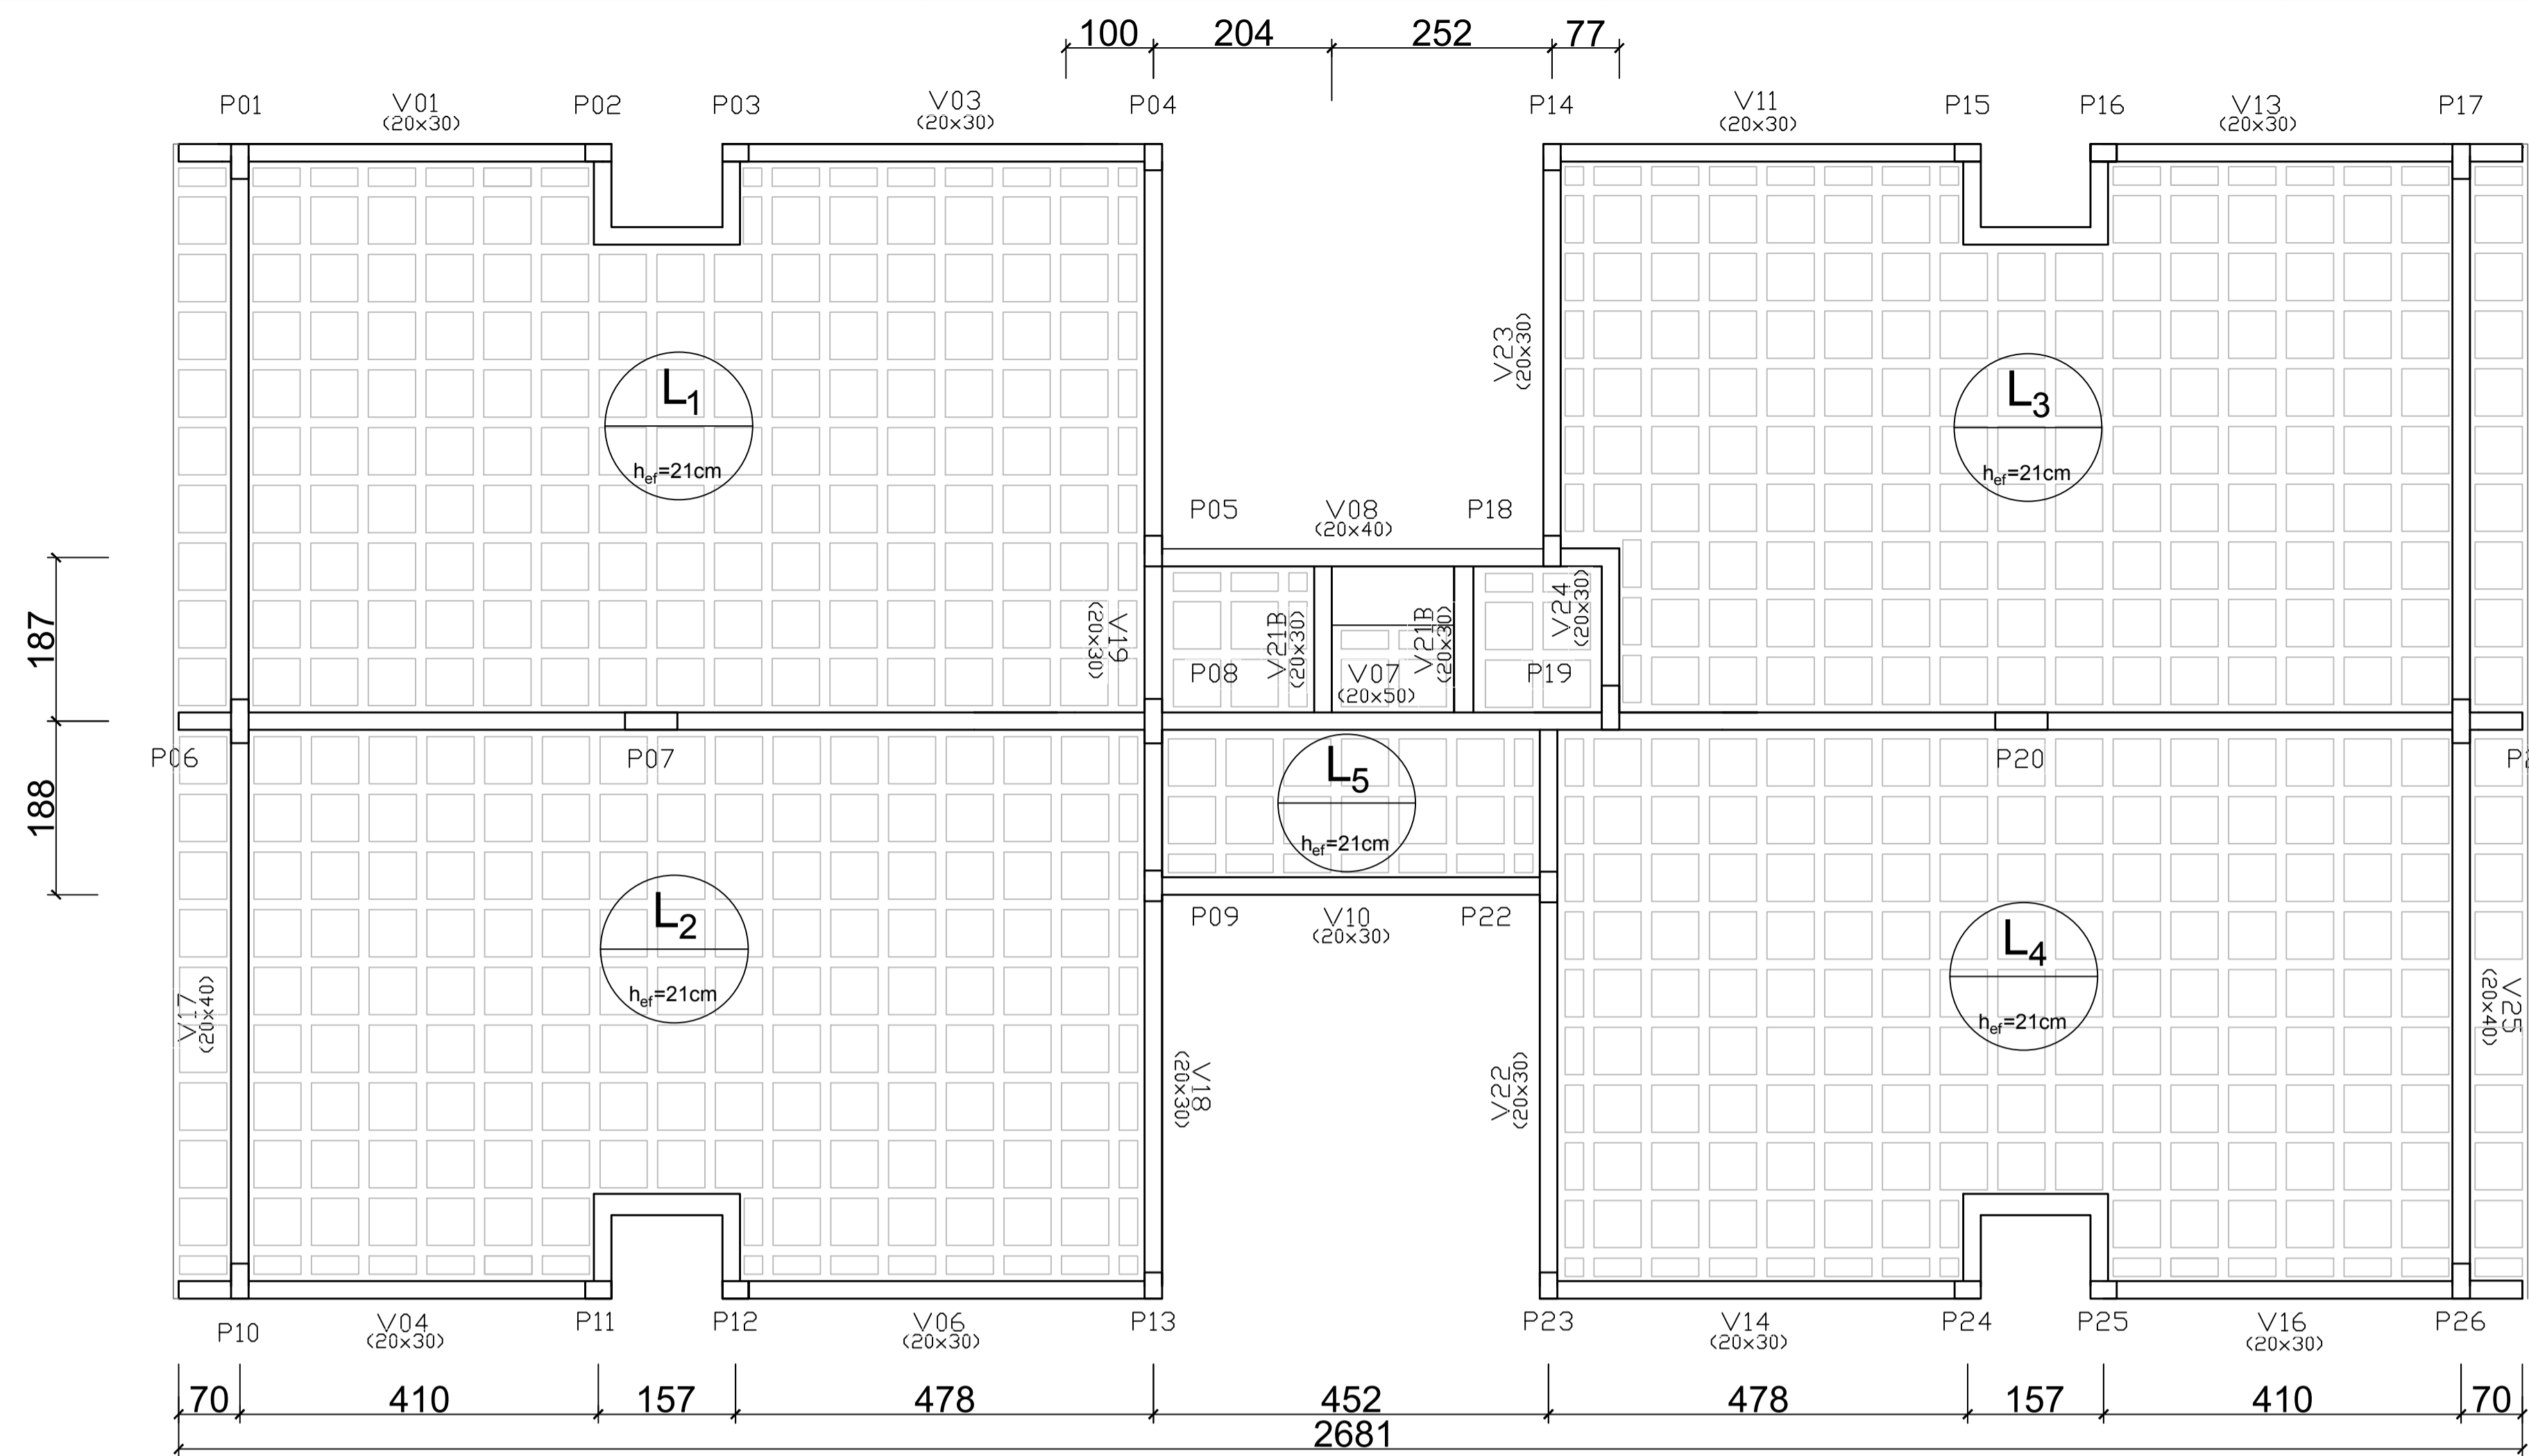 100 204 252 77
P01 V01 P02 P03 V03 P04 P14 V11 P15 P16 V13 P17
(20x30) (20x30) (20x30) (20x30)
V23
(20x30)
L1
hef=21cm
L3
hef=21cm
P05 V08 P18
(20x40)
187
V19
(20x30)
V21B
(20x30)
V21B
(20x30)
V24
(20x30)
P08 V07 P19
(20x50)
P06 P07 P20
188
L5
hef=21cm
L2
hef=21cm
L4
hef=21cm
P09 V10 P22
(20x30)
V17
(20x40)
V25
(20x40)
V18
(20x30)
V22
(20x30)
P10 V04 P11 P12 V06 P13 P23 V14 P24 P25 V16 P26
(20x30) (20x30) (20x30) (20x30)
70 410 157 478 452 478 157 410 70
2681